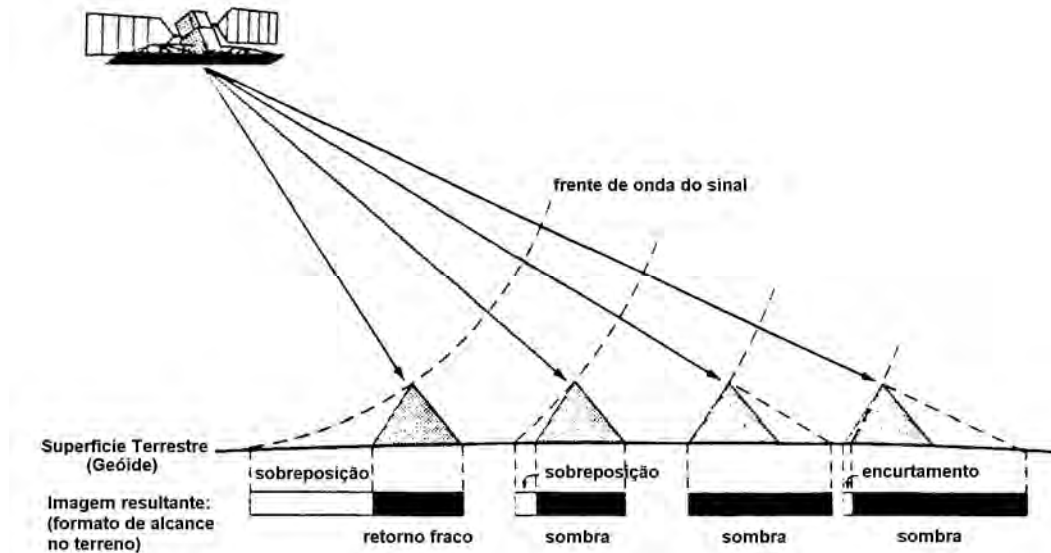 frente de onda do sinal
Superfície Terrestre
(Geóide)
sobreposição
sobreposição
encurtamento
Imagem resultante:
(formato de alcance
no terreno)
retorno fraco
sombra
sombra
sombra